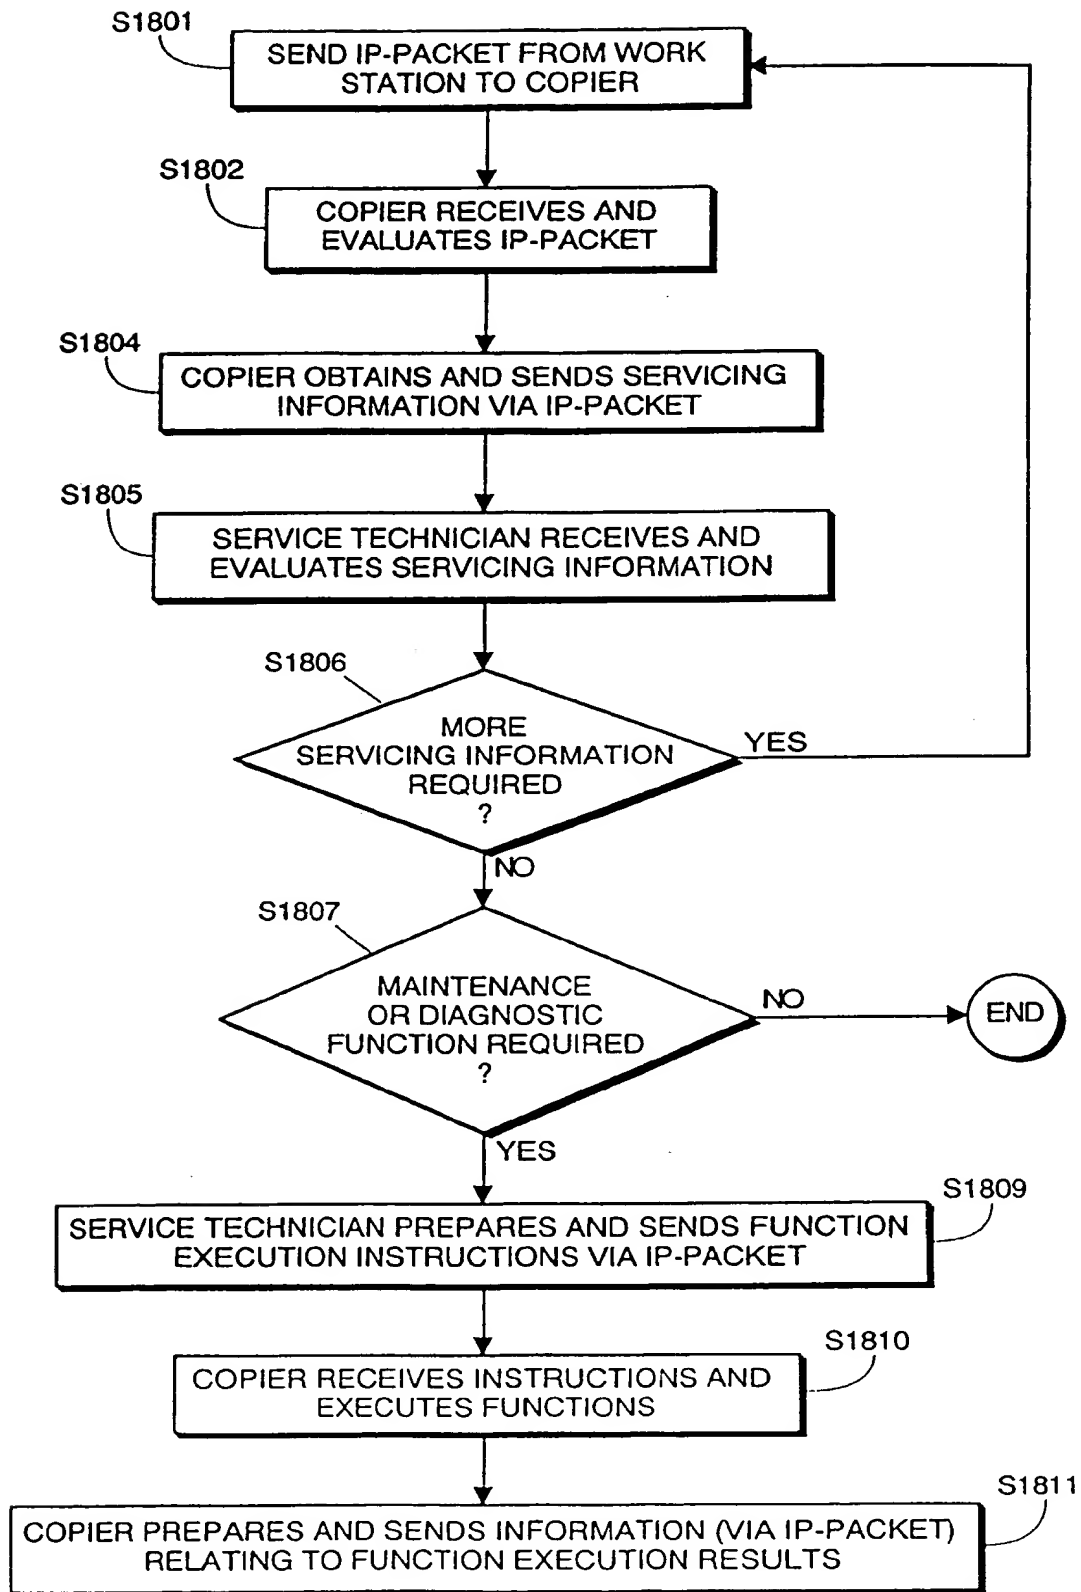 S1801
SEND IP-PACKET FROM WORK
STATION TO COPIER
S1802
COPIER RECEIVES AND
EVALUATES IP-PACKET
S1804
COPIER OBTAINS AND SENDS SERVICING
INFORMATION VIA IP-PACKET
S1805
SERVICE TECHNICIAN RECEIVES AND
EVALUATES SERVICING INFORMATION
S1806
MORE
SERVICING INFORMATION
REQUIRED
?
YES
NO
S1807
MAINTENANCE
OR DIAGNOSTIC
FUNCTION REQUIRED
?
NO
END
YES
S1809
SERVICE TECHNICIAN PREPARES AND SENDS FUNCTION
EXECUTION INSTRUCTIONS VIA IP-PACKET
S1810
COPIER RECEIVES INSTRUCTIONS AND
EXECUTES FUNCTIONS
S1811
COPIER PREPARES AND SENDS INFORMATION (VIA IP-PACKET)
RELATING TO FUNCTION EXECUTION RESULTS